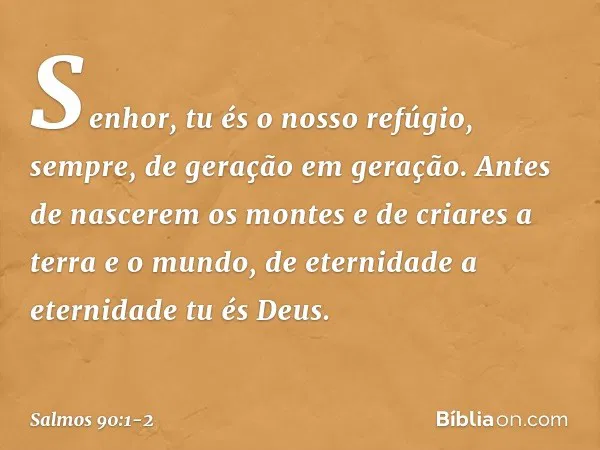 Senhor, tu és o nosso refúgio,
sempre, de geração em geração. Antes
de nascerem os montes e de criares a
terra e o mundo, de eternidade a
eternidade tu és Deus.
Salmos 90:1-2
Bíbliaon.com